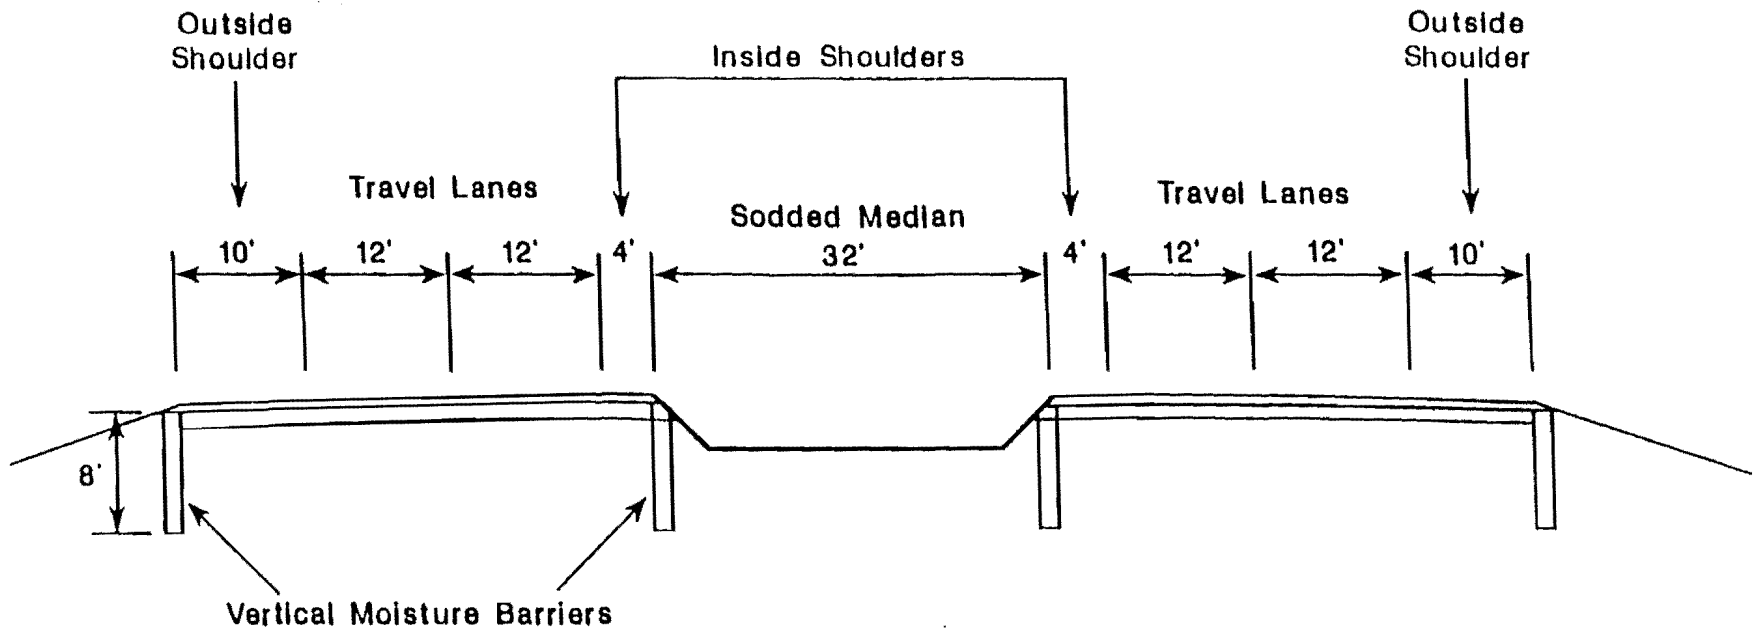 Outside
Shoulder
Inside Shoulders
Outside
Shoulder
Travel Lanes
Sodded Median
Travel Lanes
10' 12' 12' 4' 32' 4' 12' 12' 10'
8'
Vertical Moisture Barriers